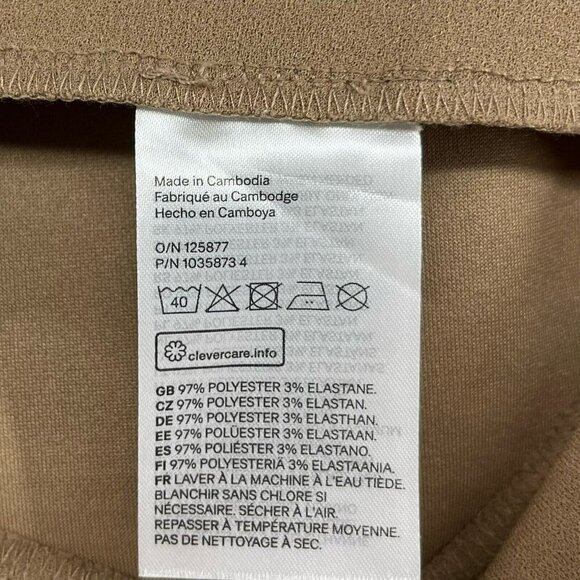 Made in Cambodia
Fabriqué au Cambodge
Hecho en Camboya
O/N 125877
P/N 1035873 4
40
clevercare.info
GB 97% POLYESTER 3% ELASTANE.
CZ 97% POLYESTER 3% ELASTAN.
DE 97% POLYESTER 3% ELASTHAN.
EE 97% POLÜESTER 3% ELASTAAN.
ES 97% POLIÉSTER 3% ELASTANO.
FI 97% POLYESTERIÄ 3% ELASTAANIA.
FR LAVER À LA MACHINE À L'EAU TIÈDE.
BLANCHIR SANS CHLORE SI
NÉCESSAIRE. SÉCHER À L'AIR.
REPASSER À TEMPÉRATURE MOYENNE.
PAS DE NETTOYAGE À SEC.